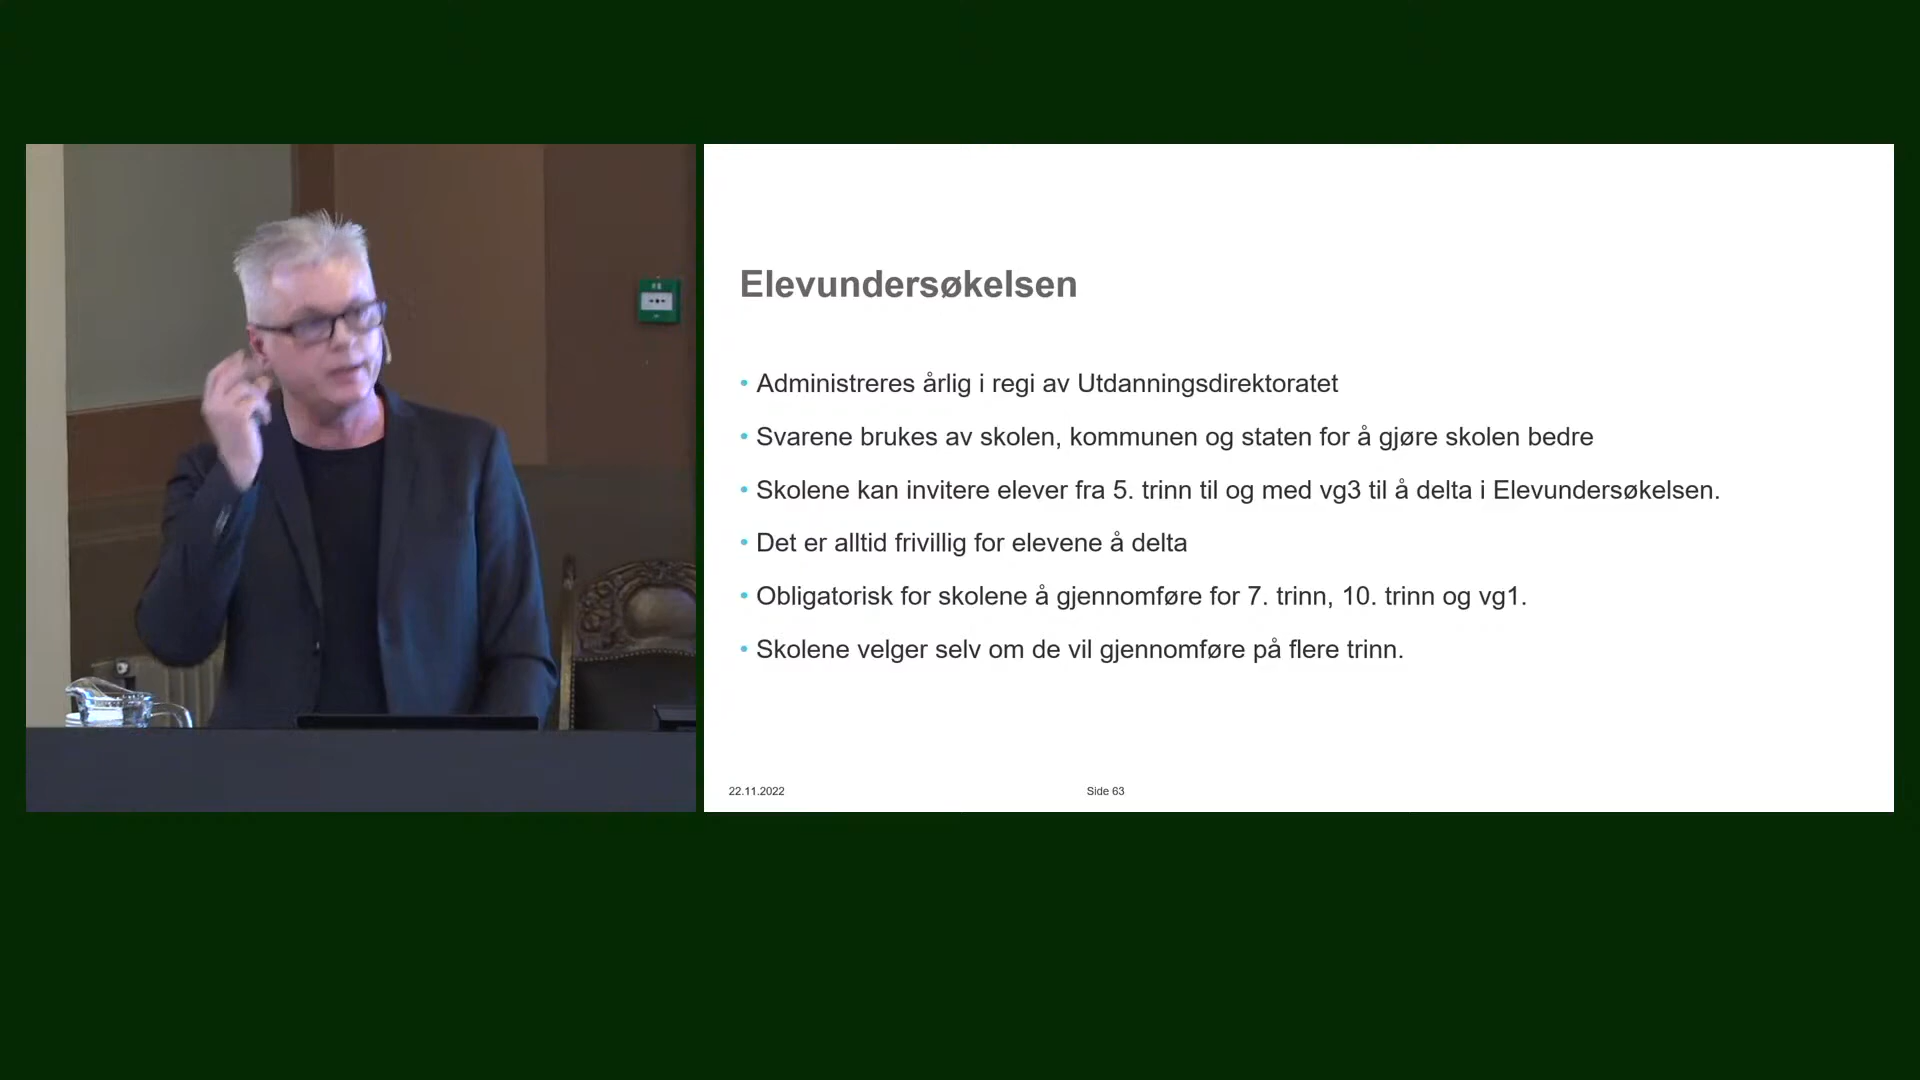 Elevundersøkelsen
• Administreres årlig i regi av Utdanningsdirektoratet
• Svarene brukes av skolen, kommunen og staten for å gjøre skolen bedre
• Skolene kan invitere elever fra 5. trinn til og med vg3 til å delta i Elevundersøkelsen.
• Det er alltid frivillig for elevene å delta
• Obligatorisk for skolene å gjennomføre for 7. trinn, 10. trinn og vg1.
• Skolene velger selv om de vil gjennomføre på flere trinn.
22.11.2022
Side 63